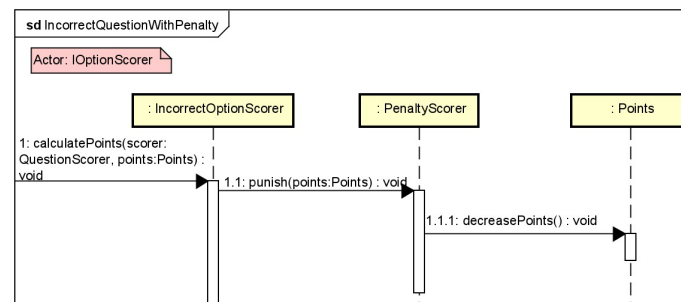 sd IncorrectQuestionWithPenalty
Actor: IOptionScorer
: IncorrectOptionScorer
: PenaltyScorer
: Points
1: calculatePoints(scorer:
QuestionScorer, points:Points) :
void
1.1: punish(points:Points) : void
1.1.1: decreasePoints() : void